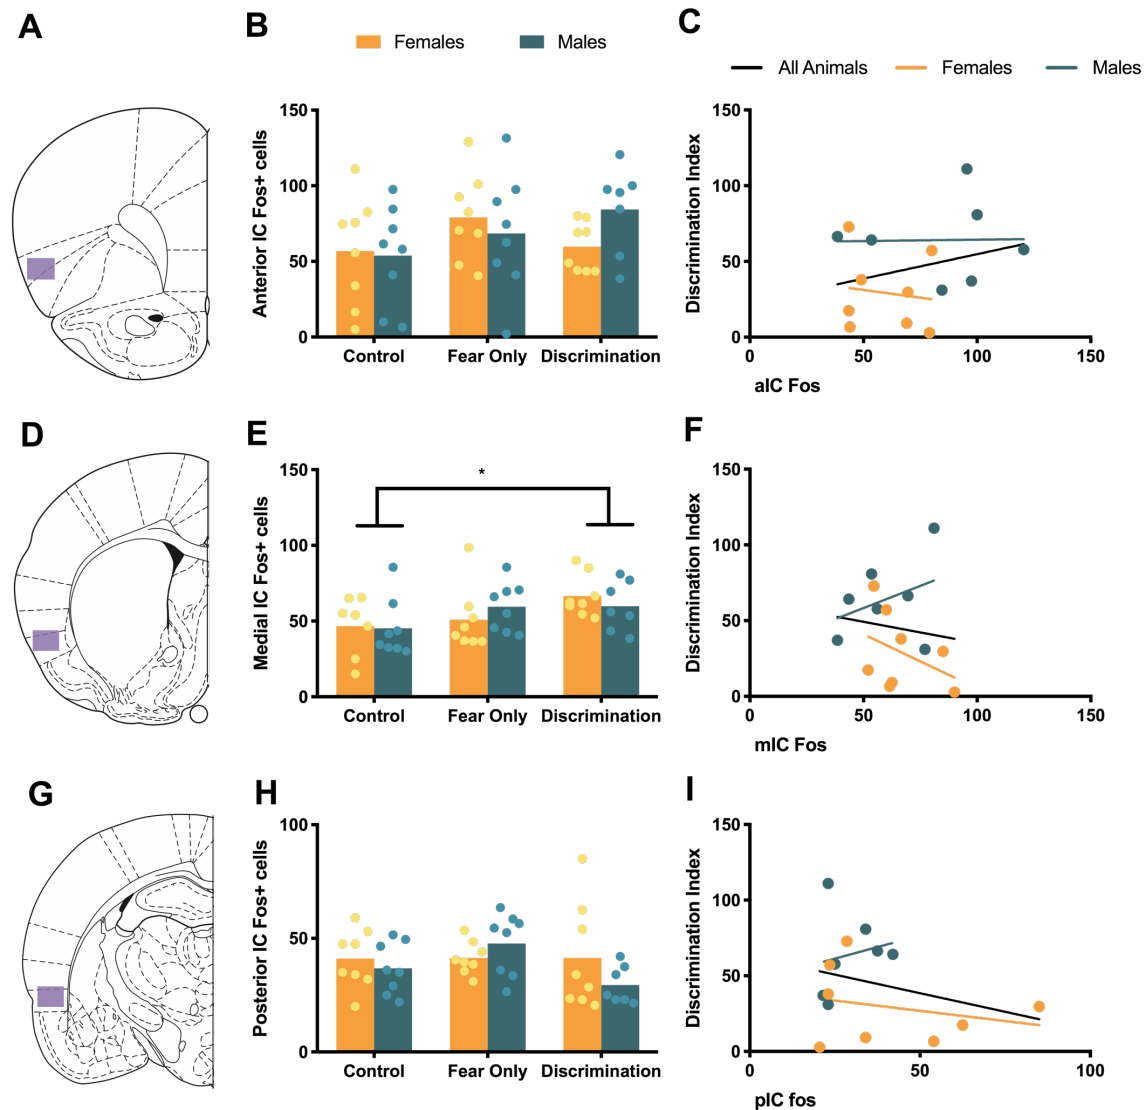 A
B
Females Males
C
All Animals Females Males
Anterior IC Fos+ cells
150
100
50
0
Control Fear Only Discrimination
Discrimination Index
150
100
50
0
50 100 150
aIC Fos
D
E
*
Medial IC Fos+ cells
150
100
50
0
Control Fear Only Discrimination
F
Discrimination Index
150
100
50
0
50 100 150
mIC Fos
G
H
Posterior IC Fos+ cells
100
50
0
Control Fear Only Discrimination
I
Discrimination Index
150
100
50
0
50 100
pIC fos